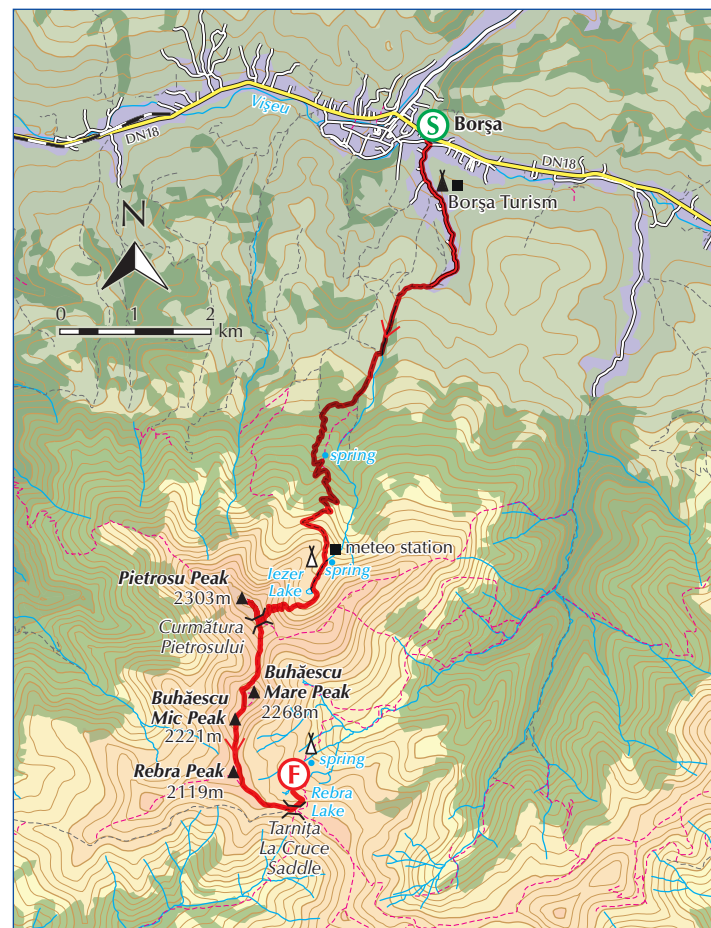 Vişeu
DN18
S
Borşa
DN18
Borşa Turism
N
0 1 2
km
spring
meteo station
Iezer
Lake
spring
Pietrosu Peak
2303m
Curmătura
Pietrosului
Buhăescu
Mare Peak
2268m
Buhăescu
Mic Peak
2221m
spring
F
Rebra Peak
2119m
Rebra
Lake
Tarnița
La Cruce
Saddle